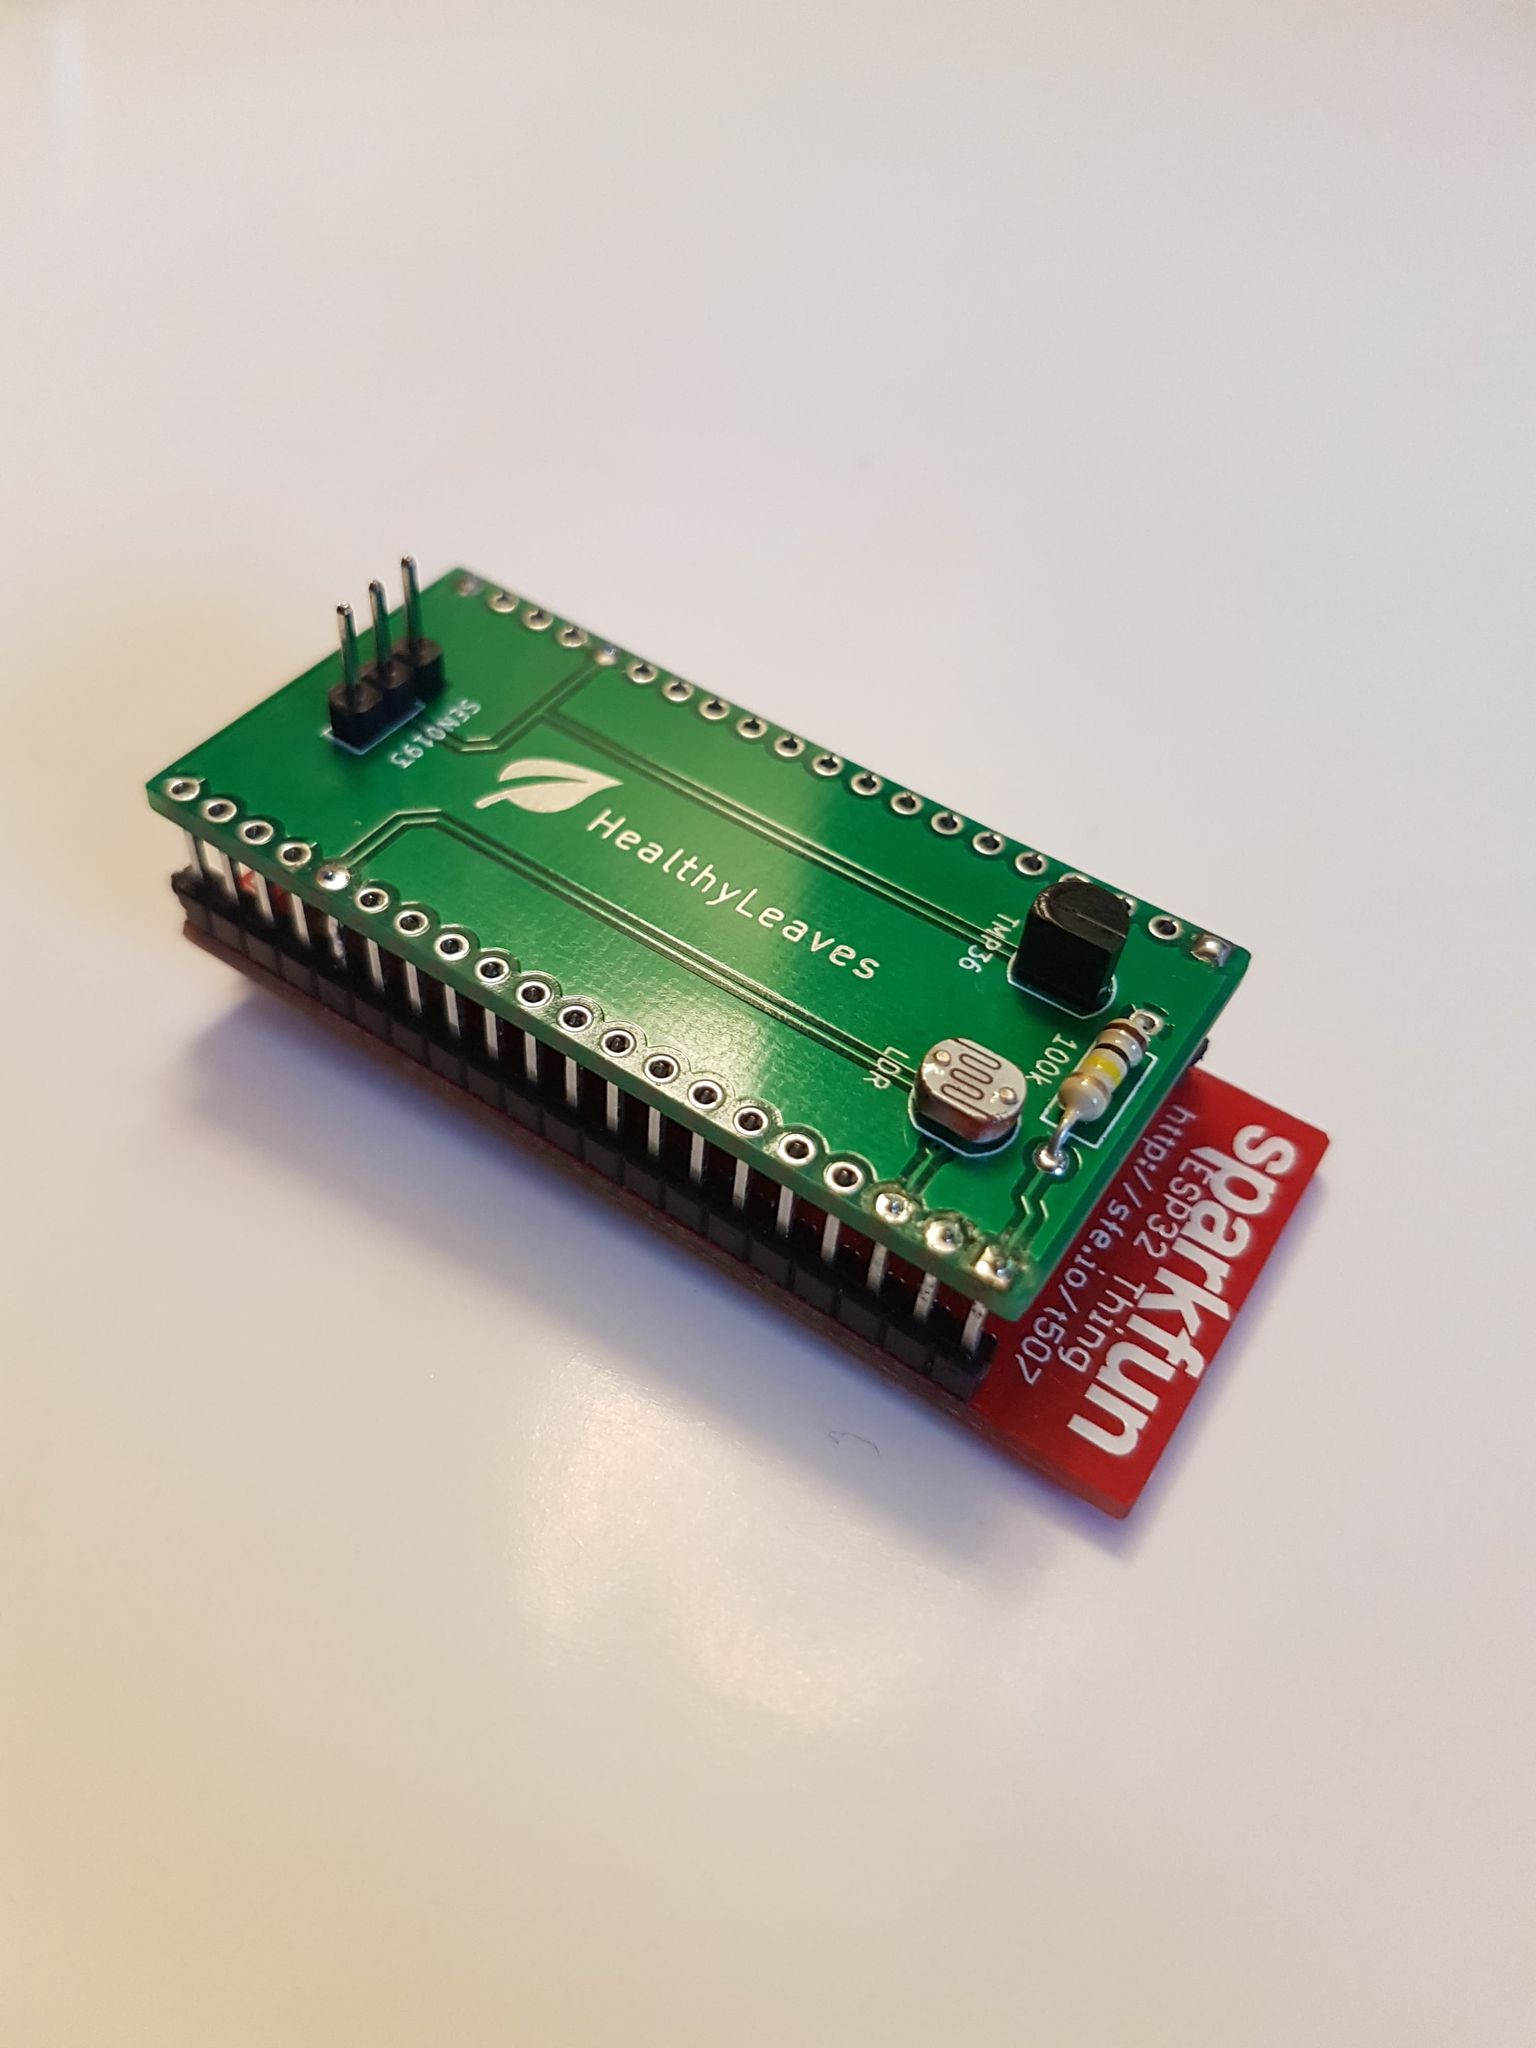 SEN0193
HealthyLeaves
TMP36
LDR
100k
sparkfun
ESP32 Thing
http://sfe.io/t507